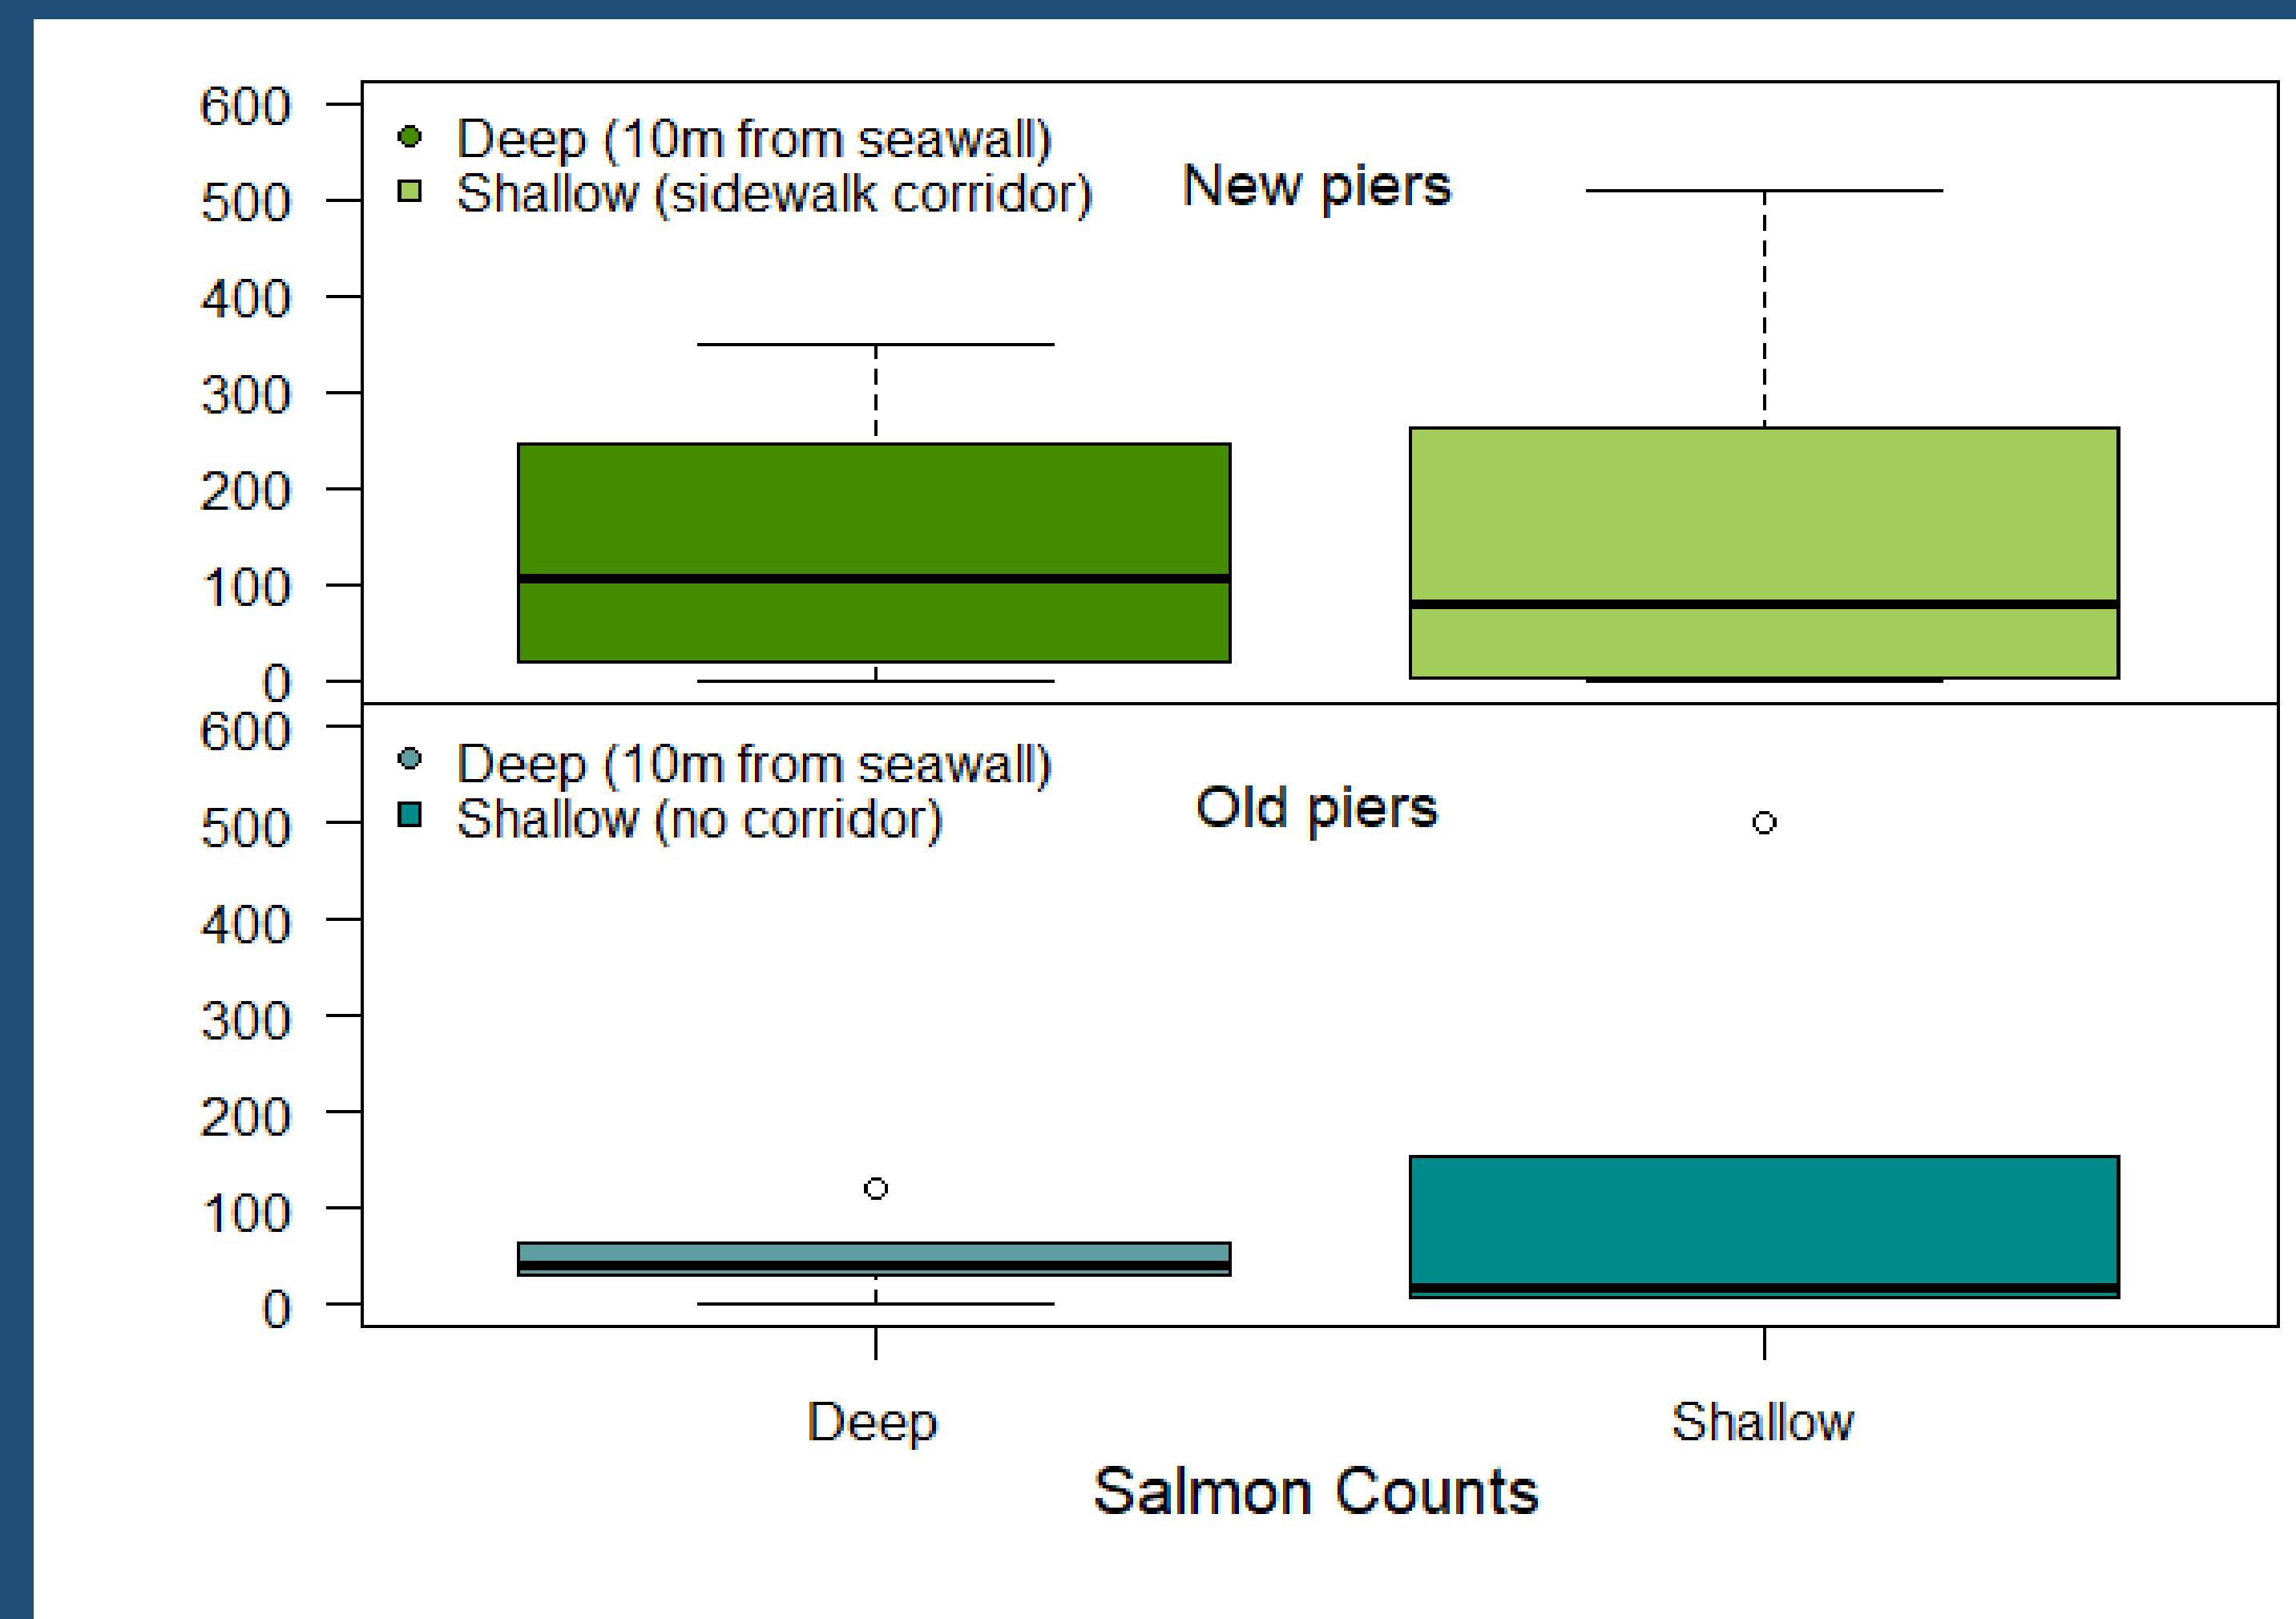 600
Deep (10m from seawall)
Shallow (sidewalk corridor)
New piers
500
400
300
200
100
0
600
Deep (10m from seawall)
Shallow (no corridor)
Old piers
500
400
300
200
100
0
Deep
Shallow
Salmon Counts